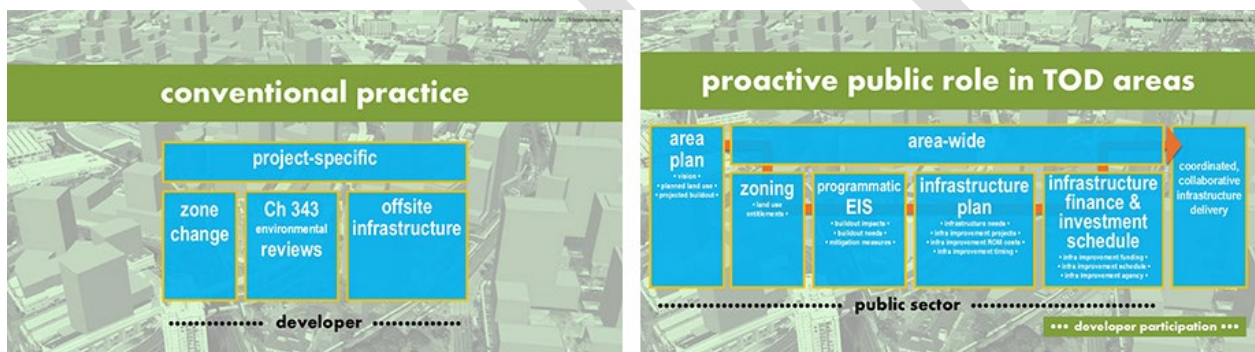 conventional practice
project-specific
zone
change
Ch 343
environmental
reviews
offsite
infrastructure
developer
proactive public role in TOD areas
area
plan
• vision •
• planned land use •
• projected buildout •
area-wide
zoning
• land use
entitlements •
programmatic
EIS
• buildout impacts •
• buildout needs •
• mitigation measures •
infrastructure
plan
• infrastructure needs •
• infra improvement projects •
• infra improvement ROM costs •
• infra improvement timing •
infrastructure
finance &
investment
schedule
• infra improvement funding •
• infra improvement schedule •
• infra improvement agency •
coordinated,
collaborative
infrastructure
delivery
public sector
••• developer participation •••